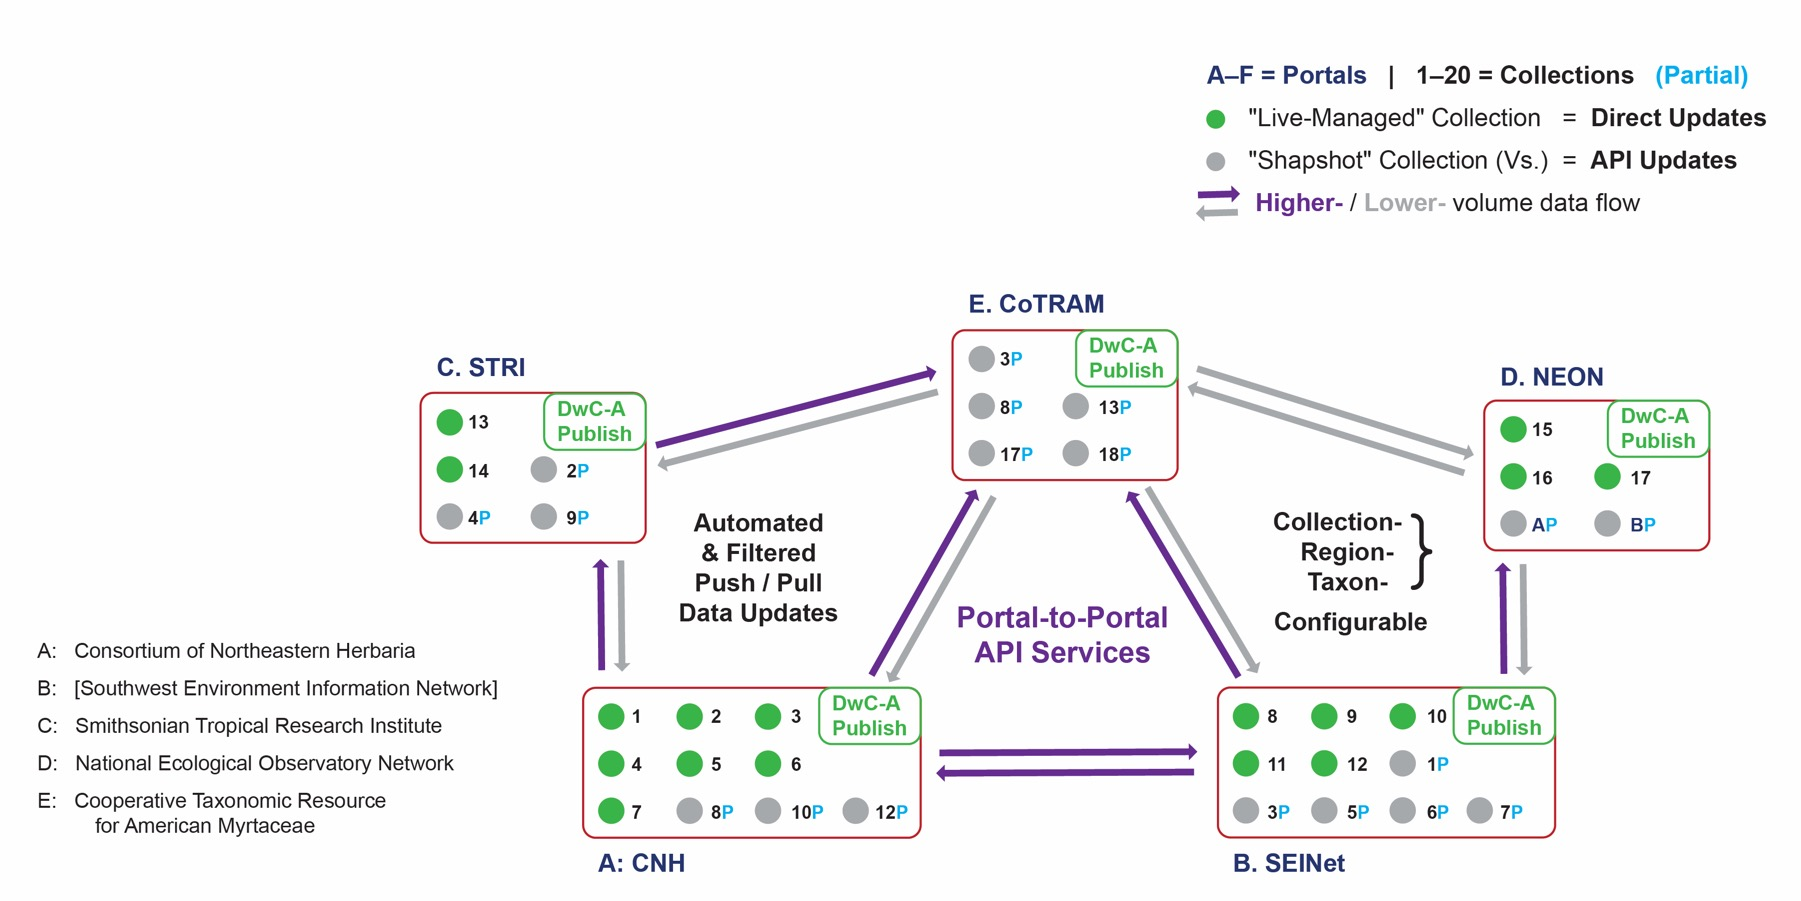 A–F = Portals | 1–20 = Collections (Partial)
"Live-Managed" Collection = Direct Updates
"Shapshot" Collection (Vs.) = API Updates
Higher- / Lower- volume data flow
E. CoTRAM
3P
DwC-A
Publish
8P 13P
17P 18P
C. STRI
13
DwC-A
Publish
14 2P
4P 9P
D. NEON
15
DwC-A
Publish
16 17
AP BP
Automated
& Filtered
Push / Pull
Data Updates
Collection-
Region-
Taxon-
}
Configurable
Portal-to-Portal
API Services
A: Consortium of Northeastern Herbaria
B: [Southwest Environment Information Network]
C: Smithsonian Tropical Research Institute
D: National Ecological Observatory Network
E: Cooperative Taxonomic Resource
for American Myrtaceae
1 2 3
DwC-A
Publish
4 5 6
7 8P 10P 12P
A: CNH
8 9 10
DwC-A
Publish
11 12 1P
3P 5P 6P 7P
B. SEINet